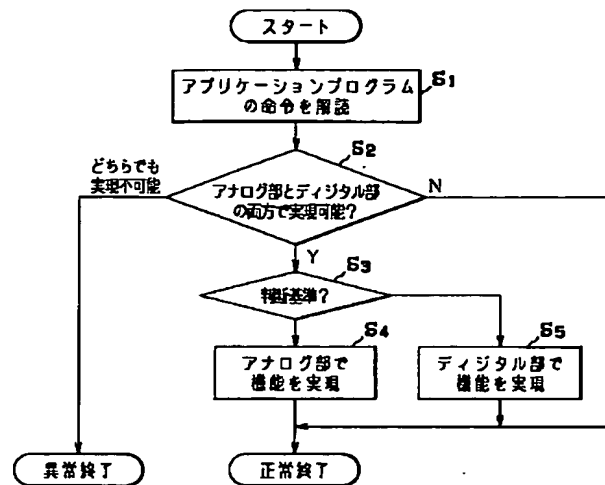 スタート
アプリケーションプログラム
の命令を解読
S1
S2
どちらでも
実現不可能
アナログ部とディジタル部
の両方で実現可能?
N
Y
S3
判断基準?
S4
アナログ部で
機能を実現
S5
ディジタル部で
機能を実現
異常終了
正常終了